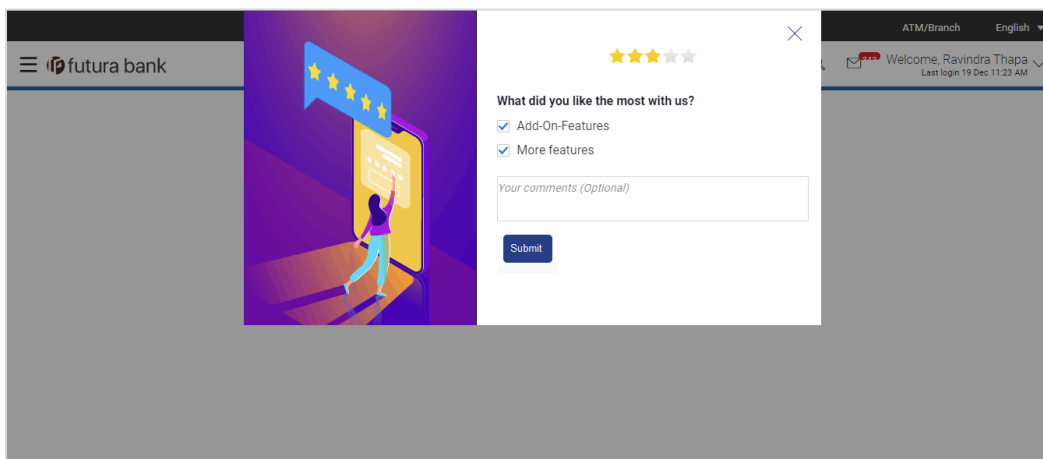 ATM/Branch English
futura bank
Welcome, Ravindra Thapa
Last login 19 Dec 11:23 AM
What did you like the most with us?
Add-On-Features
More features
Your comments (Optional)
Submit